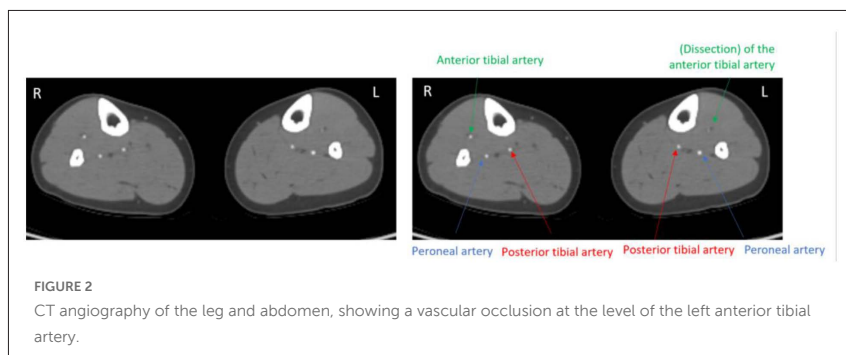 (Dissection) of the
anterior tibial artery
Anterior tibial artery
R
L
R
L
Peroneal artery
Posterior tibial artery
Posterior tibial artery
Peroneal artery
FIGURE 2
CT angiography of the leg and abdomen, showing a vascular occlusion at the level of the left anterior tibial
artery.